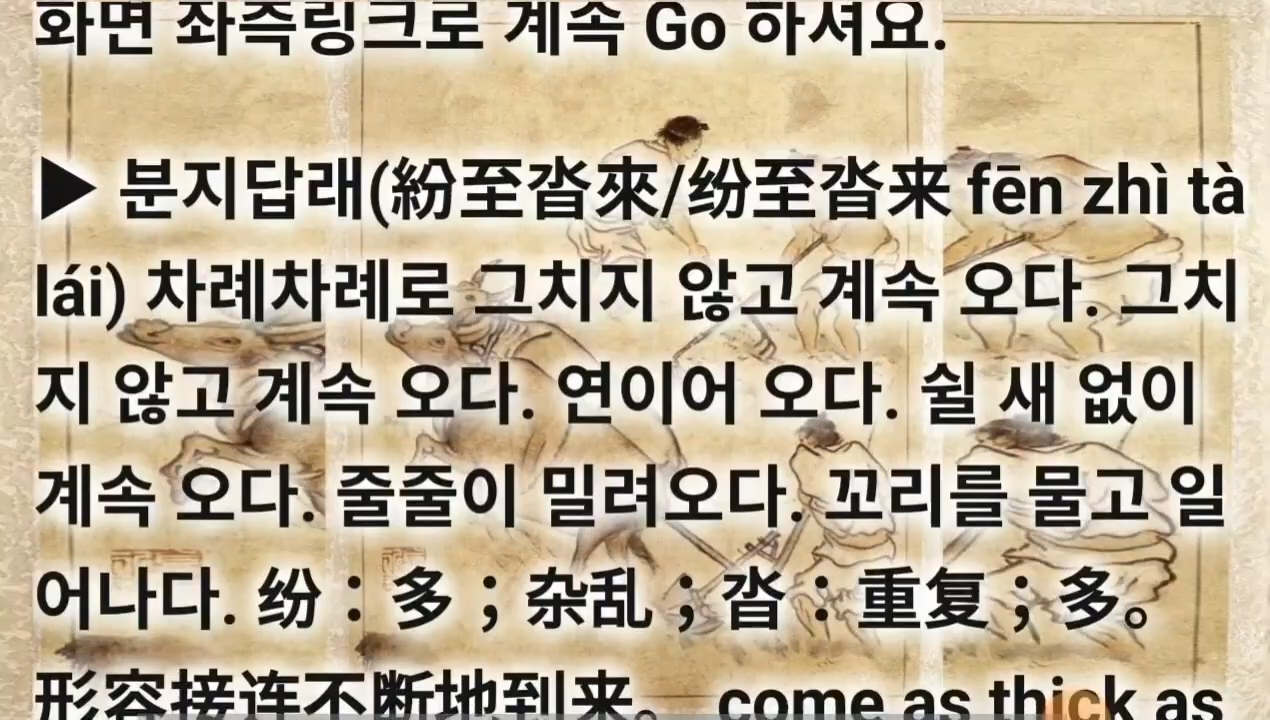 화면 좌측링크로 계속 Go 하셔요.
▶ 분지답래(紛至沓來/纷至沓来 fēn zhì tà
lái) 차례차례로 그치지 않고 계속 오다. 그치
지 않고 계속 오다. 연이어 오다. 쉴 새 없이
계속 오다. 줄줄이 밀려오다. 꼬리를 물고 일
어나다. 纷：多；杂乱；沓：重复；多。
形容接连不断地到来。 come as thick as